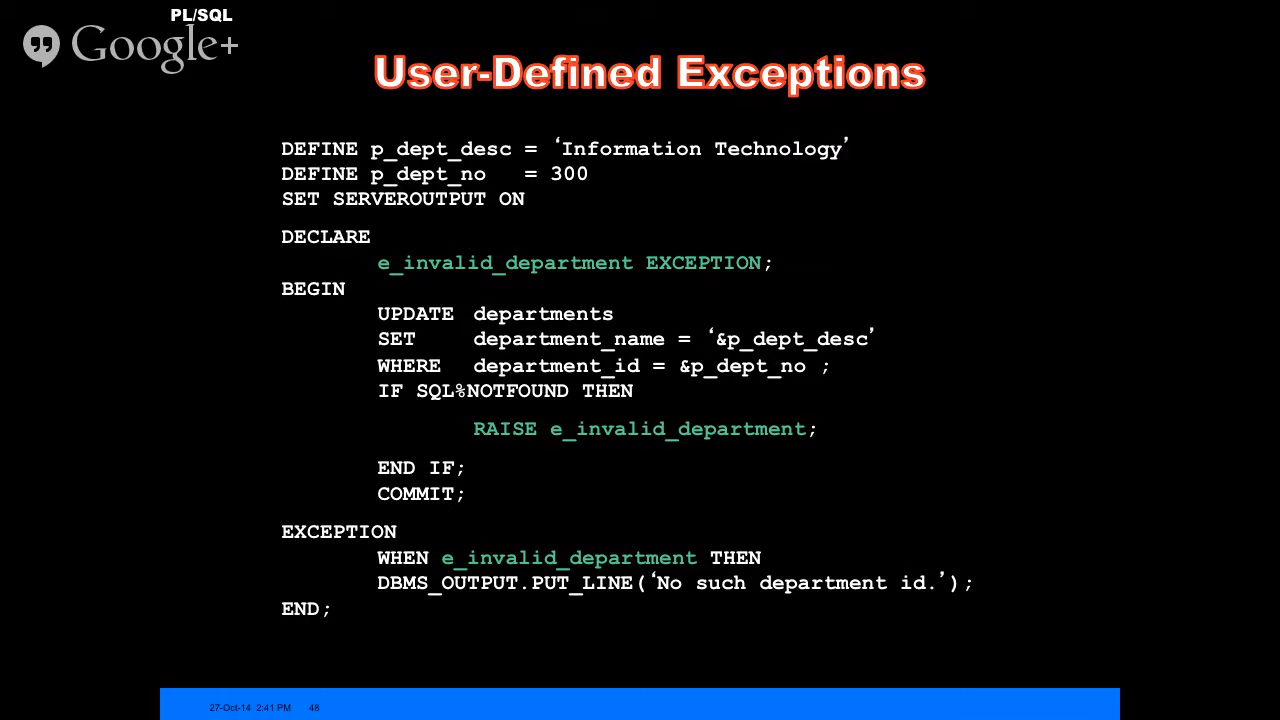 PL/SQL
Google+
User-Defined Exceptions
DEFINE p_dept_desc = ‘Information Technology’
DEFINE p_dept_no = 300
SET SERVEROUTPUT ON
DECLARE
e_invalid_department EXCEPTION;
BEGIN
UPDATE departments
SET department_name = ‘&p_dept_desc’
WHERE department_id = &p_dept_no ;
IF SQL%NOTFOUND THEN
RAISE e_invalid_department;
END IF;
COMMIT;
EXCEPTION
WHEN e_invalid_department THEN
DBMS_OUTPUT.PUT_LINE(‘No such department id.’);
END;
27-Oct-14 2:41 PM 48